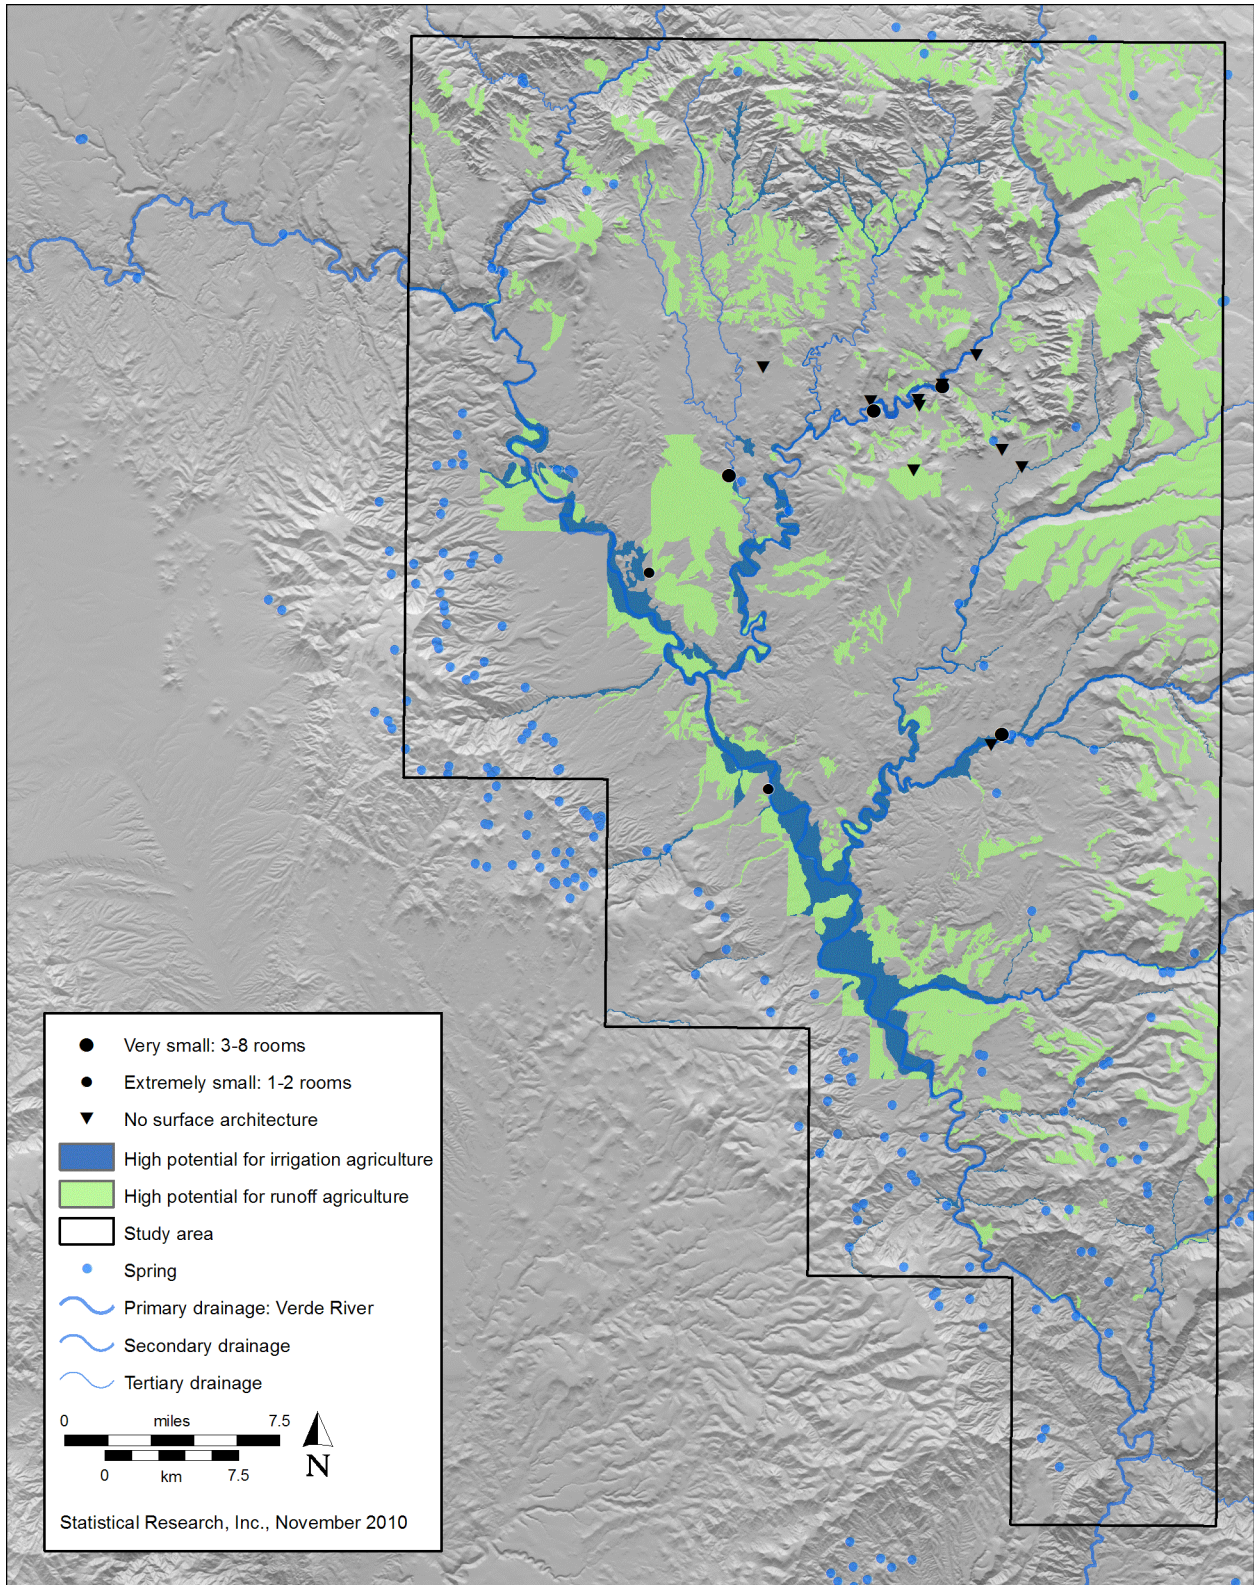 Very small: 3-8 rooms
Extremely small: 1-2 rooms
No surface architecture
High potential for irrigation agriculture
High potential for runoff agriculture
Study area
Spring
Primary drainage: Verde River
Secondary drainage
Tertiary drainage
0 miles 7.5
0 km 7.5
N
Statistical Research, Inc., November 2010